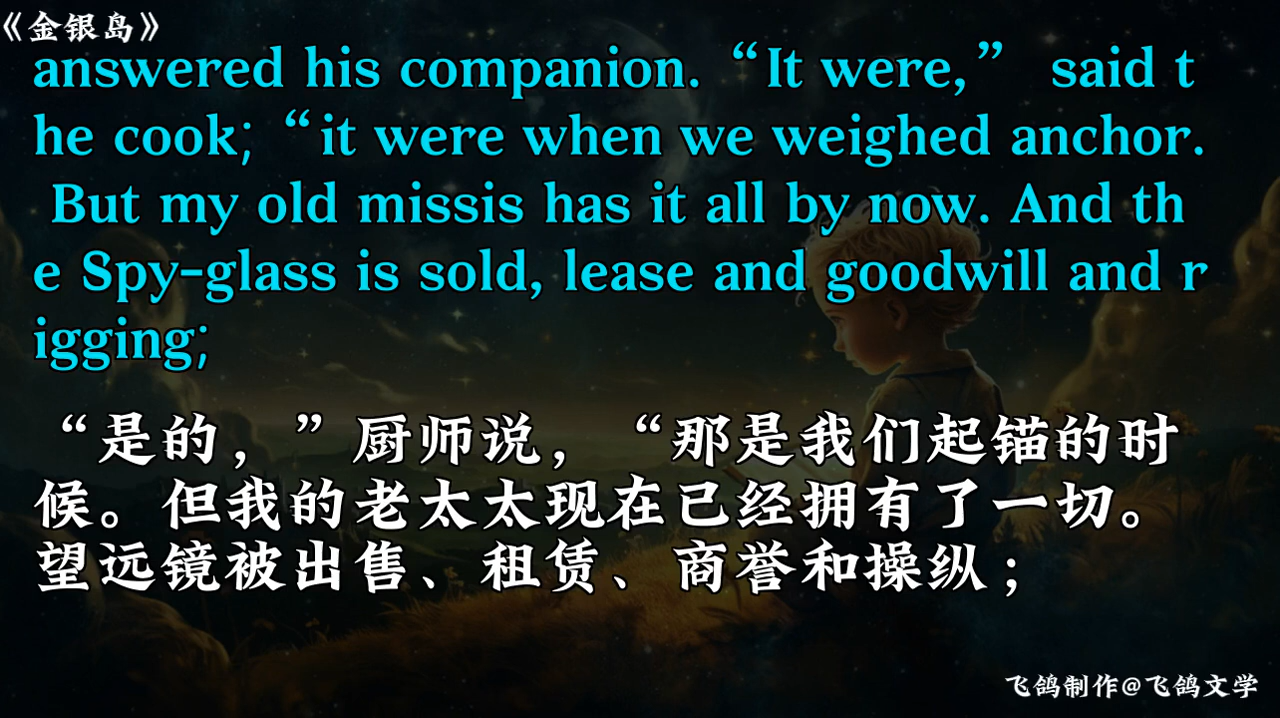 《金银岛》
answered his companion. “It were,” said t
he cook; “it were when we weighed anchor.
But my old missis has it all by now. And th
e Spy-glass is sold, lease and goodwill and r
igging;
“是的，”厨师说，“那是我们起锚的时
候。但我的老太太现在已经拥有了一切。
望远镜被出售、租赁、商誉和操纵；
飞鸽制作@飞鸽文学